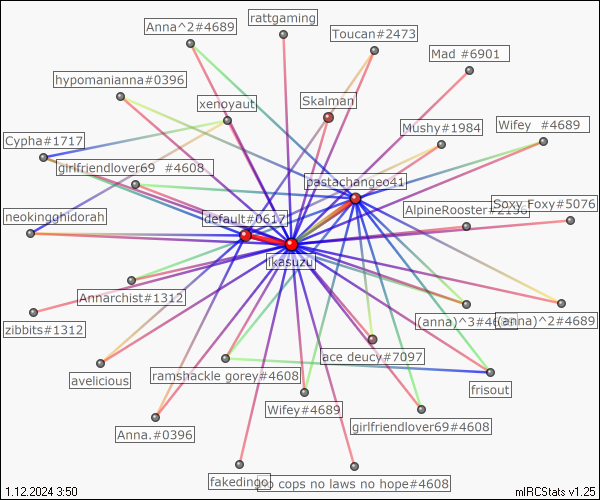 rattgaming
Anna^2#4689
Toucan#2473
Mad #6901
hypomanianna#0396
xenoyaut
Skalman
Mushy#1984
Wifey #4689
Cypha#1717
girlfriendlover69 #4608
pastachangeo41
Soxy Foxy#5076
AlpineRooster#2198
neokingghidorah
default#0617
ikasuzu
Annarchist#1312
zibbits#1312
(anna)^3#4689
(anna)^2#4689
ace deucy#7097
avelicious
ramshackle gorey#4608
frisout
Wifey#4689
girlfriendlover69#4608
Anna.#0396
fakedingo
no cops no laws no hope#4608
1.12.2024 3:50
mIRCStats v1.25